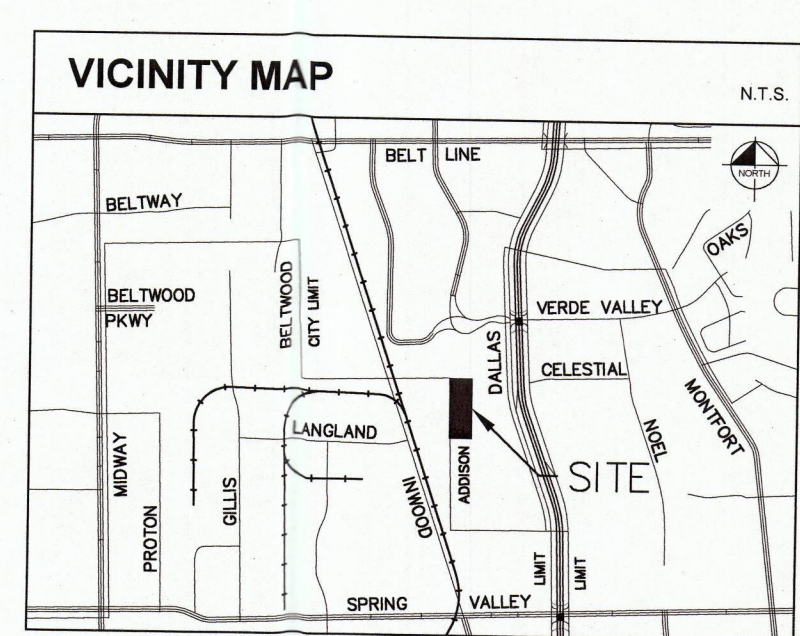 VICINITY MAP
N.T.S.
BELT LINE
NORTH
BELTWAY
OAKS
BELTWOOD
PKWY
BELTWOOD
CITY LIMIT
VERDE VALLEY
DALLAS
CELESTIAL
MONTFORT
LANGLAND
NOEL
MIDWAY
ADDISON
SITE
GILLIS
INWOOD
PROTON
LIMIT
LIMIT
SPRING VALLEY